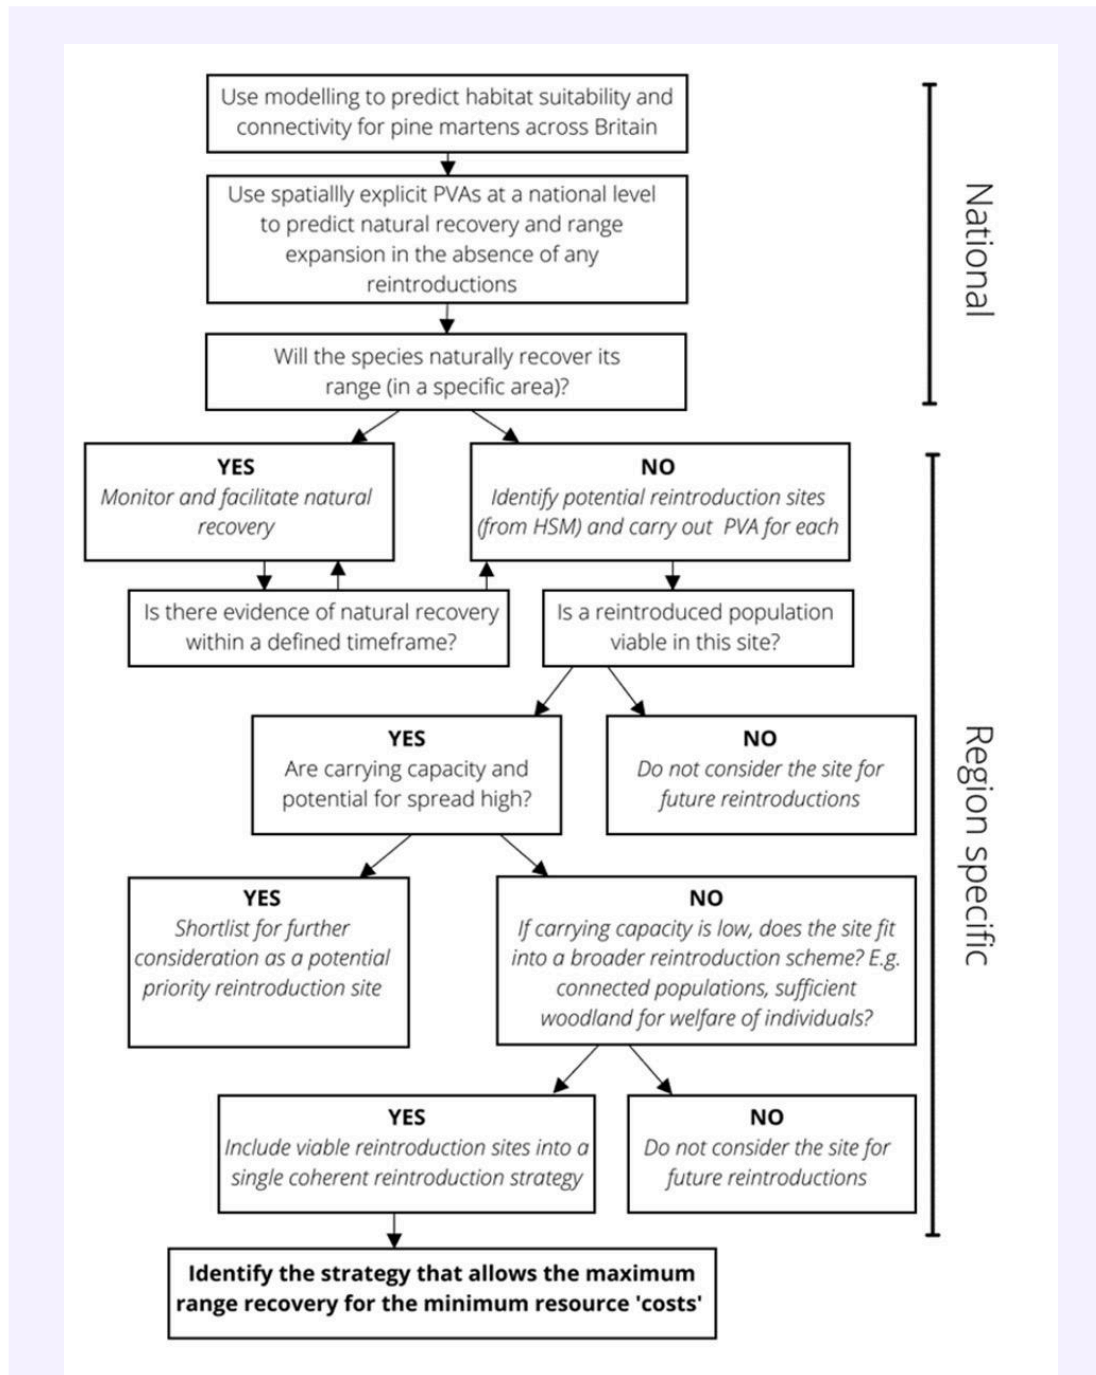 Use modelling to predict habitat suitability and
connectivity for pine martens across Britain
Use spatiallly explicit PVAs at a national level
to predict natural recovery and range
expansion in the absence of any
reintroductions
Will the species naturally recover its
range (in a specific area)?
National
YES
Monitor and facilitate natural
recovery
NO
Identify potential reintroduction sites
(from HSM) and carry out PVA for each
Is there evidence of natural recovery
within a defined timeframe?
Is a reintroduced population
viable in this site?
YES
Are carrying capacity and
potential for spread high?
NO
Do not consider the site for
future reintroductions
Region specific
YES
Shortlist for further
consideration as a potential
priority reintroduction site
NO
If carrying capacity is low, does the site fit
into a broader reintroduction scheme? E.g.
connected populations, sufficient
woodland for welfare of individuals?
YES
Include viable reintroduction sites into a
single coherent reintroduction strategy
NO
Do not consider the site for
future reintroductions
Identify the strategy that allows the maximum
range recovery for the minimum resource 'costs'